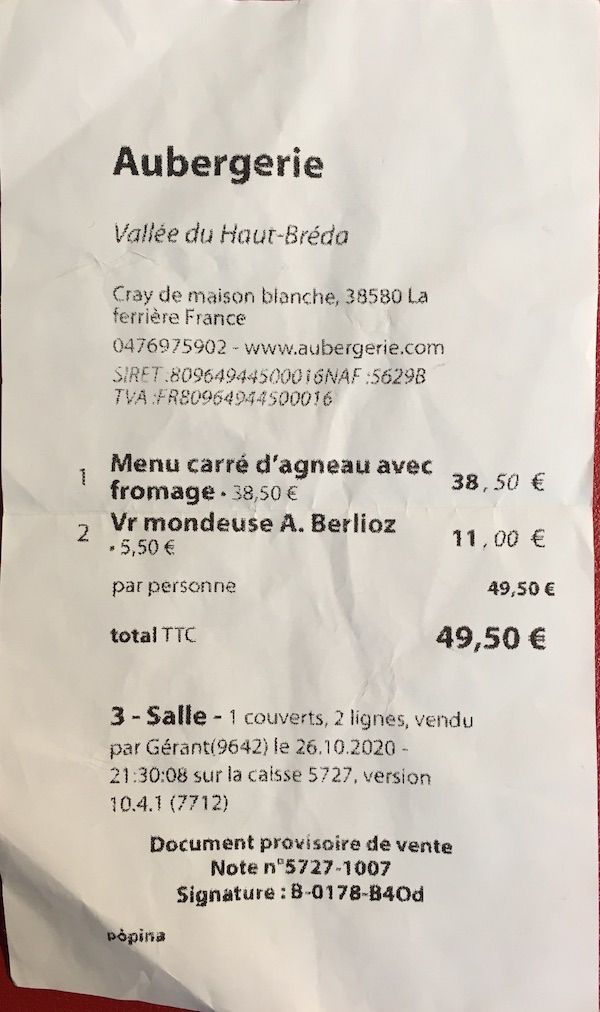 Aubergerie
Vallée du Haut-Bréda
Cray de maison blanche, 38580 La
ferrière France
0476975902 - www.aubergerie.com
SIRET :80964944500016NAF :5629B
TVA :FR80964944500016
1 Menu carré d'agneau avec 38,50 €
fromage • 38,50 €
2 Vr mondeuse A. Berlioz 11,00 €
• 5,50 €
par personne 49,50 €
total TTC 49,50 €
3 - Salle - 1 couverts, 2 lignes, vendu
par Gérant(9642) le 26.10.2020 -
21:30:08 sur la caisse 5727, version
10.4.1 (7712)
Document provisoire de vente
Note n°5727-1007
Signature : B-0178-B4Od
pòpina